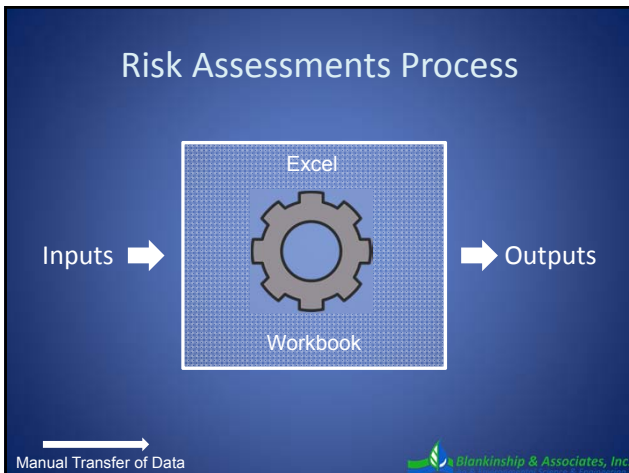 Risk Assessments Process
Excel
Inputs
Outputs
Workbook
Manual Transfer of Data
Blankinship & Associates, Inc